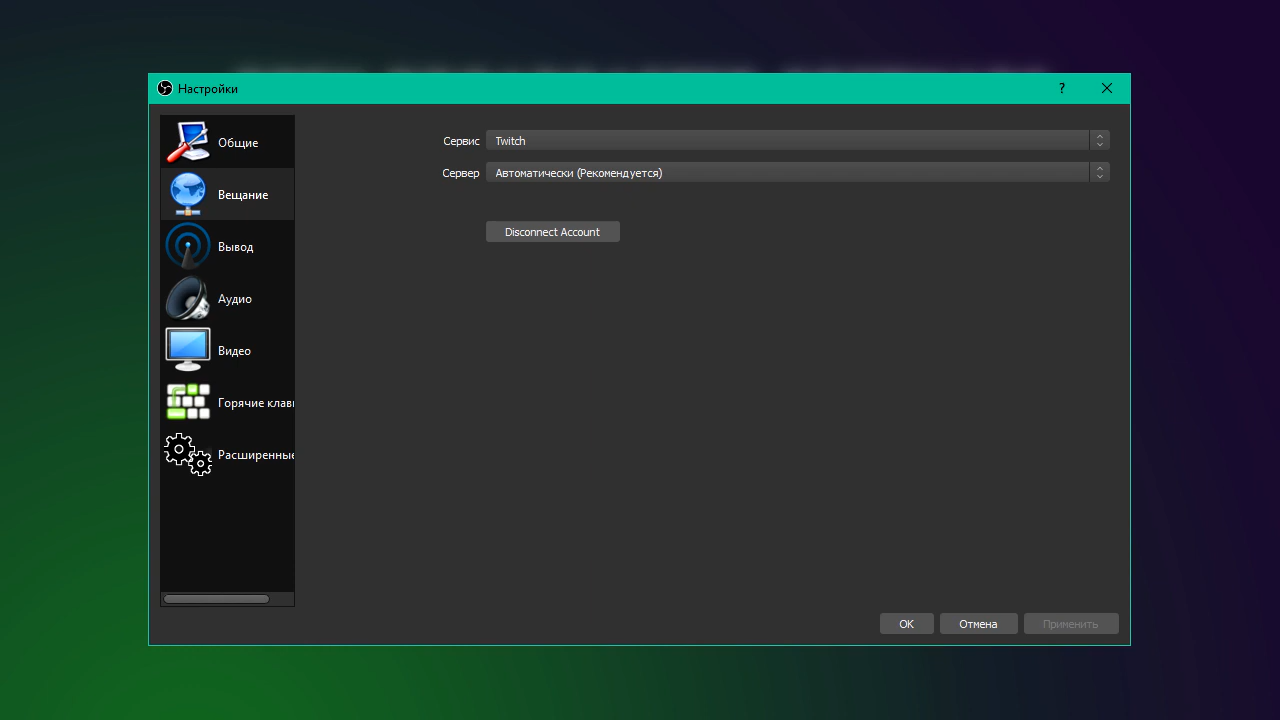 Настройки
?
Общие
Вещание
Вывод
Аудио
Видео
Горячие клави
Расширенные
Сервис Twitch
Сервер Автоматически (Рекомендуется)
Disconnect Account
OK Отмена Применить